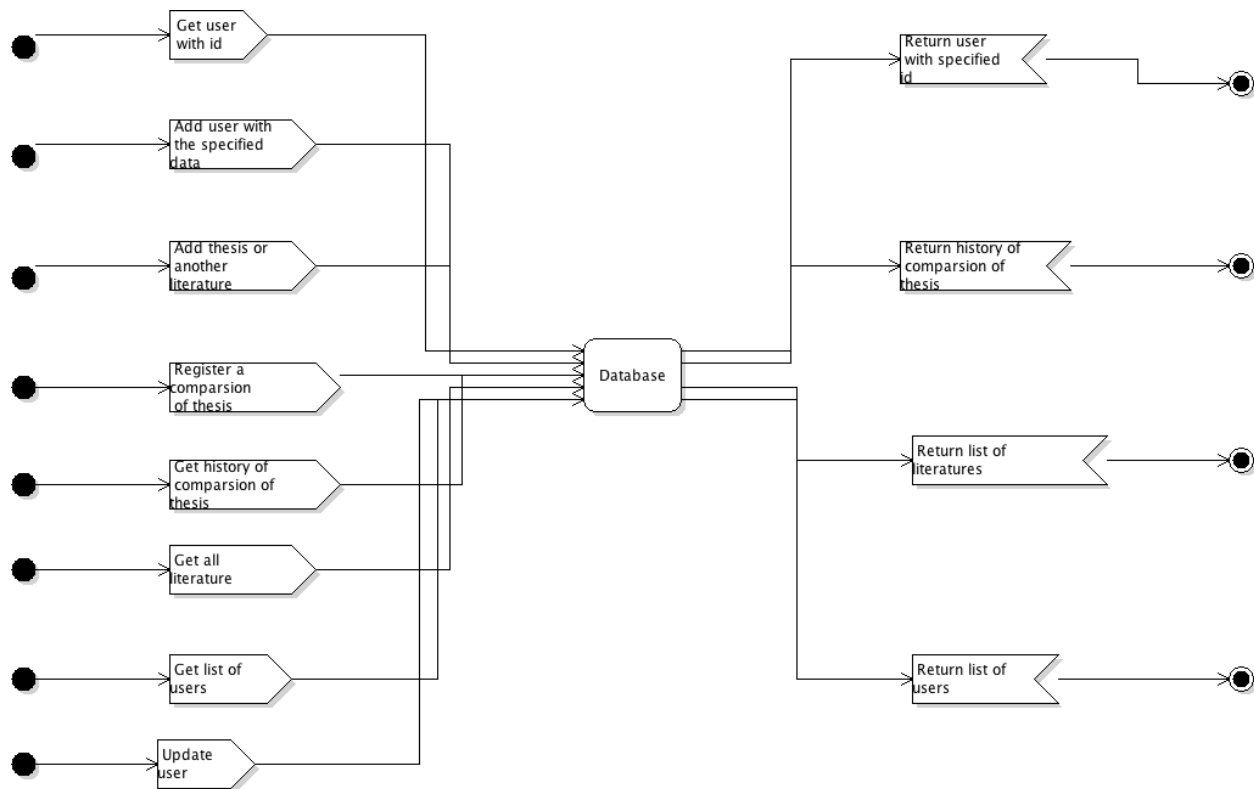 Get user
with id
Add user with
the specified
data
Add thesis or
another
literature
Register a
comparsion
of thesis
Get history of
comparsion of
thesis
Get all
literature
Get list of
users
Update
user
Database
Return user
with specified
id
Return history of
comparsion of
thesis
Return list of
literatures
Return list of
users